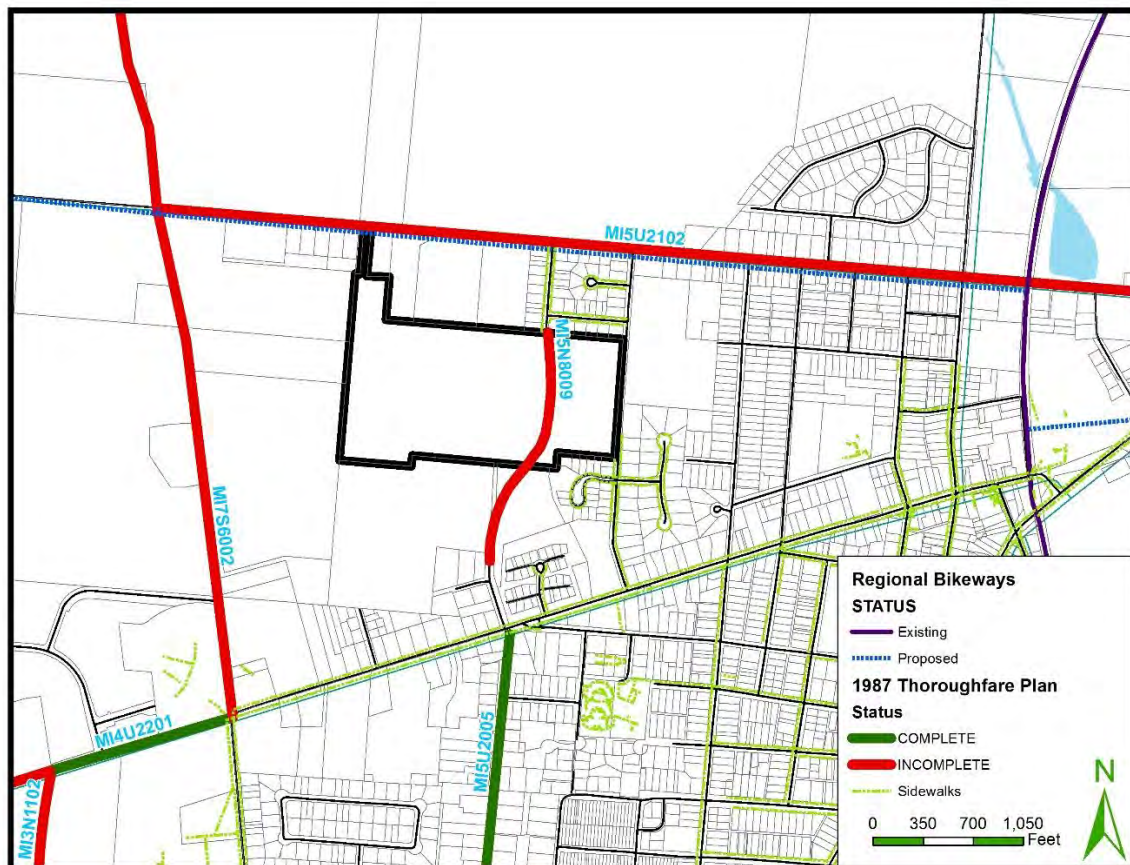 MI5U2102
MI5N8009
MI7S6002
MI4U2201
MI5U2005
MI3N1102
Regional Bikeways
STATUS
Existing
Proposed
1987 Thoroughfare Plan
Status
COMPLETE
INCOMPLETE
Sidewalks
N
0 350 700 1,050
Feet